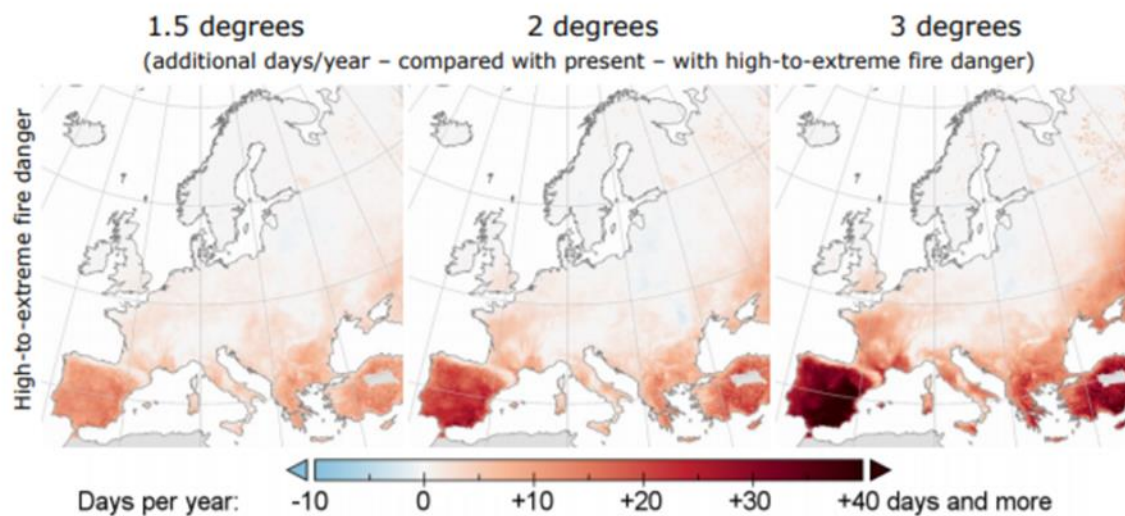 1.5 degrees 2 degrees 3 degrees
(additional days/year – compared with present – with high-to-extreme fire danger)
High-to-extreme fire danger
Days per year: -10 0 +10 +20 +30 +40 days and more